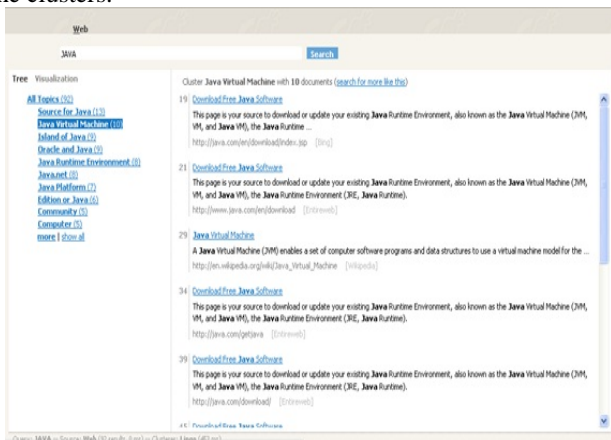 ne clusters.
Web
JAVA
Search
Tree Visualization
All Topics (92)
Source for Java (13)
Java Virtual Machine (10)
Island of Java (9)
Oracle and Java (9)
Java Runtime Environment (8)
Java.net (8)
Java Platform (7)
Edition or Java (6)
Community (5)
Computer (5)
more | show all
Cluster Java Virtual Machine with 10 documents (search for more like this)
19 Download Free Java Software
This page is your source to download or update your existing Java Runtime Environment, also known as the Java Virtual Machine (JVM,
VM, and Java VM), the Java Runtime ...
http://java.com/en/download/index.jsp [Bing]
21 Download Free Java Software
This page is your source to download or update your existing Java Runtime Environment, also known as the Java Virtual Machine (JVM,
VM, and Java VM), the Java Runtime Environment (JRE, Java Runtime).
http://www.java.com/en/download [Entireweb]
29 Java Virtual Machine
A Java Virtual Machine (JVM) enables a set of computer software programs and data structures to use a virtual machine model for the ...
http://en.wikipedia.org/wiki/Java_Virtual_Machine [Wikipedia]
34 Download Free Java Software
This page is your source to download or update your existing Java Runtime Environment, also known as the Java Virtual Machine (JVM,
VM, and Java VM), the Java Runtime Environment (JRE, Java Runtime).
http://java.com/getjava [Entireweb]
39 Download Free Java Software
This page is your source to download or update your existing Java Runtime Environment, also known as the Java Virtual Machine (JVM,
VM, and Java VM), the Java Runtime Environment (JRE, Java Runtime).
http://java.com/download/ [Entireweb]
45 Download Free Java Software
Query: JAVA -- Source: Web